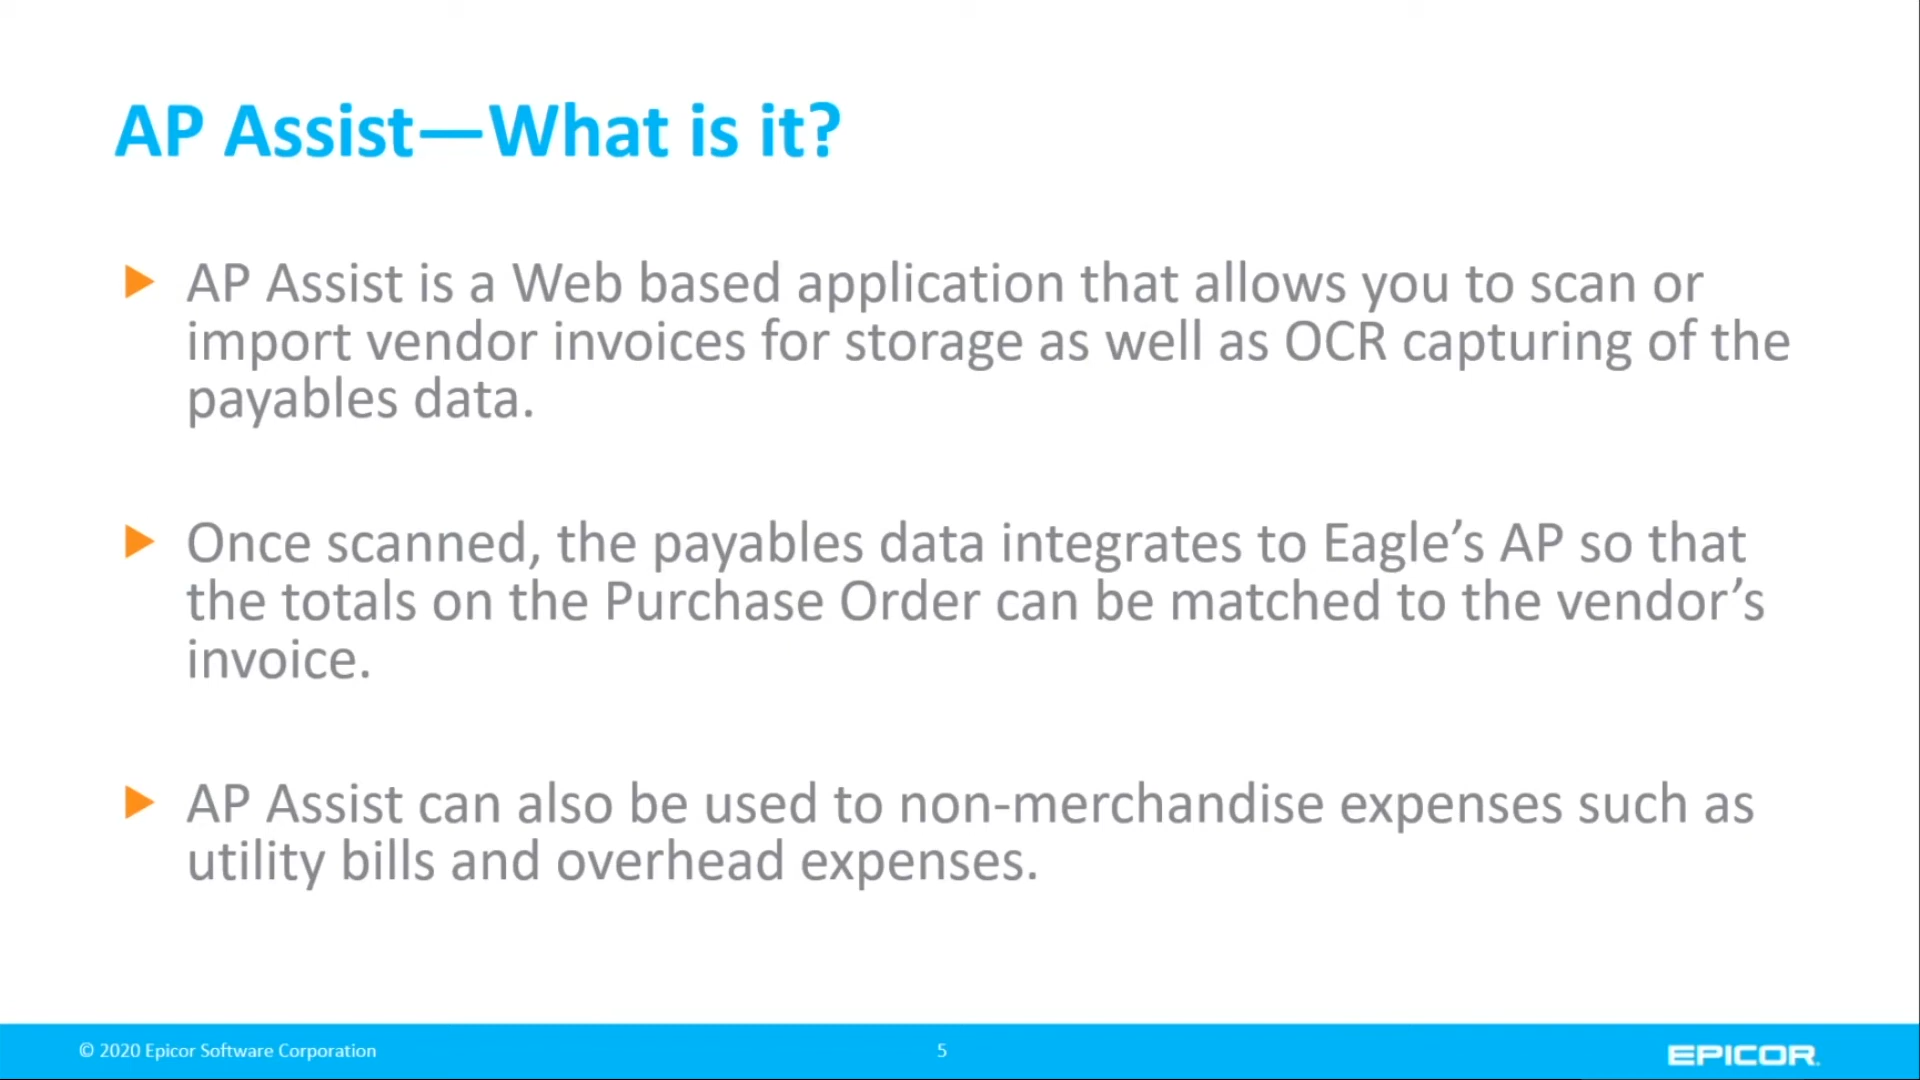 AP Assist—What is it?
AP Assist is a Web based application that allows you to scan or
import vendor invoices for storage as well as OCR capturing of the
payables data.
Once scanned, the payables data integrates to Eagle’s AP so that
the totals on the Purchase Order can be matched to the vendor’s
invoice.
AP Assist can also be used to non-merchandise expenses such as
utility bills and overhead expenses.
© 2020 Epicor Software Corporation
5
EPICOR